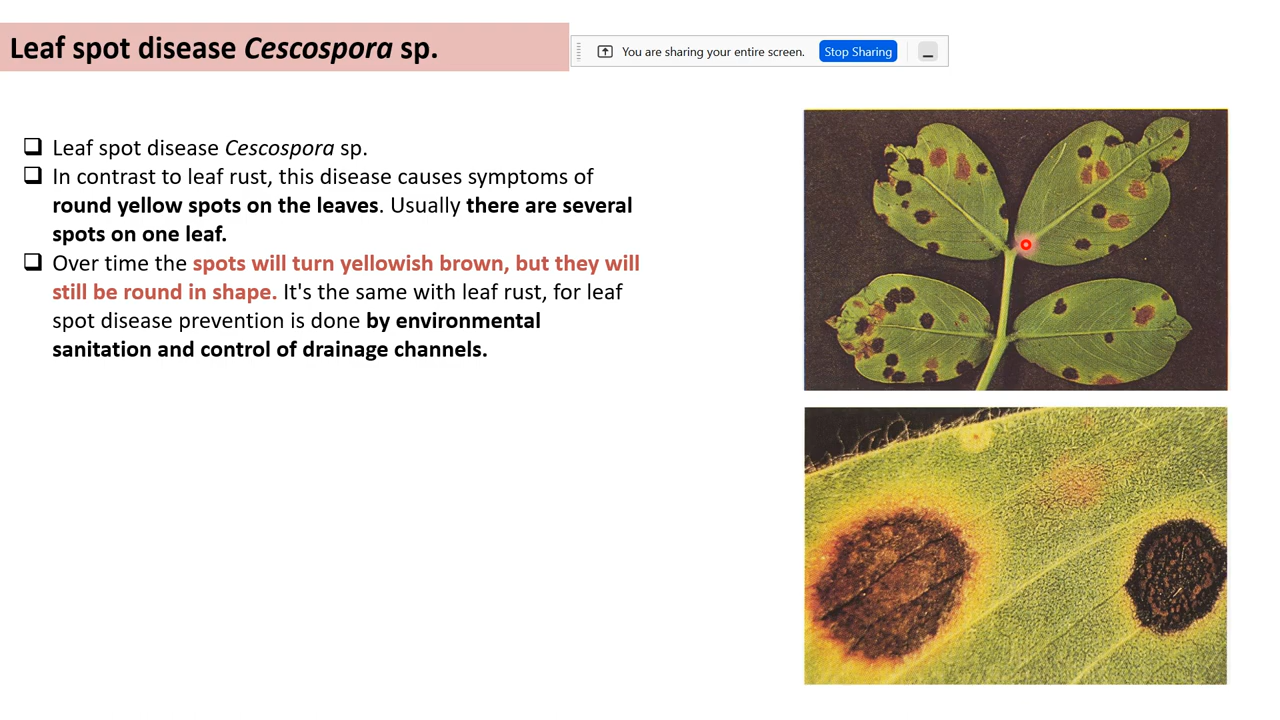 Leaf spot disease Cescospora sp.
You are sharing your entire screen.
Stop Sharing
Leaf spot disease Cescospora sp.
In contrast to leaf rust, this disease causes symptoms of
round yellow spots on the leaves. Usually there are several
spots on one leaf.
Over time the spots will turn yellowish brown, but they will
still be round in shape. It's the same with leaf rust, for leaf
spot disease prevention is done by environmental
sanitation and control of drainage channels.